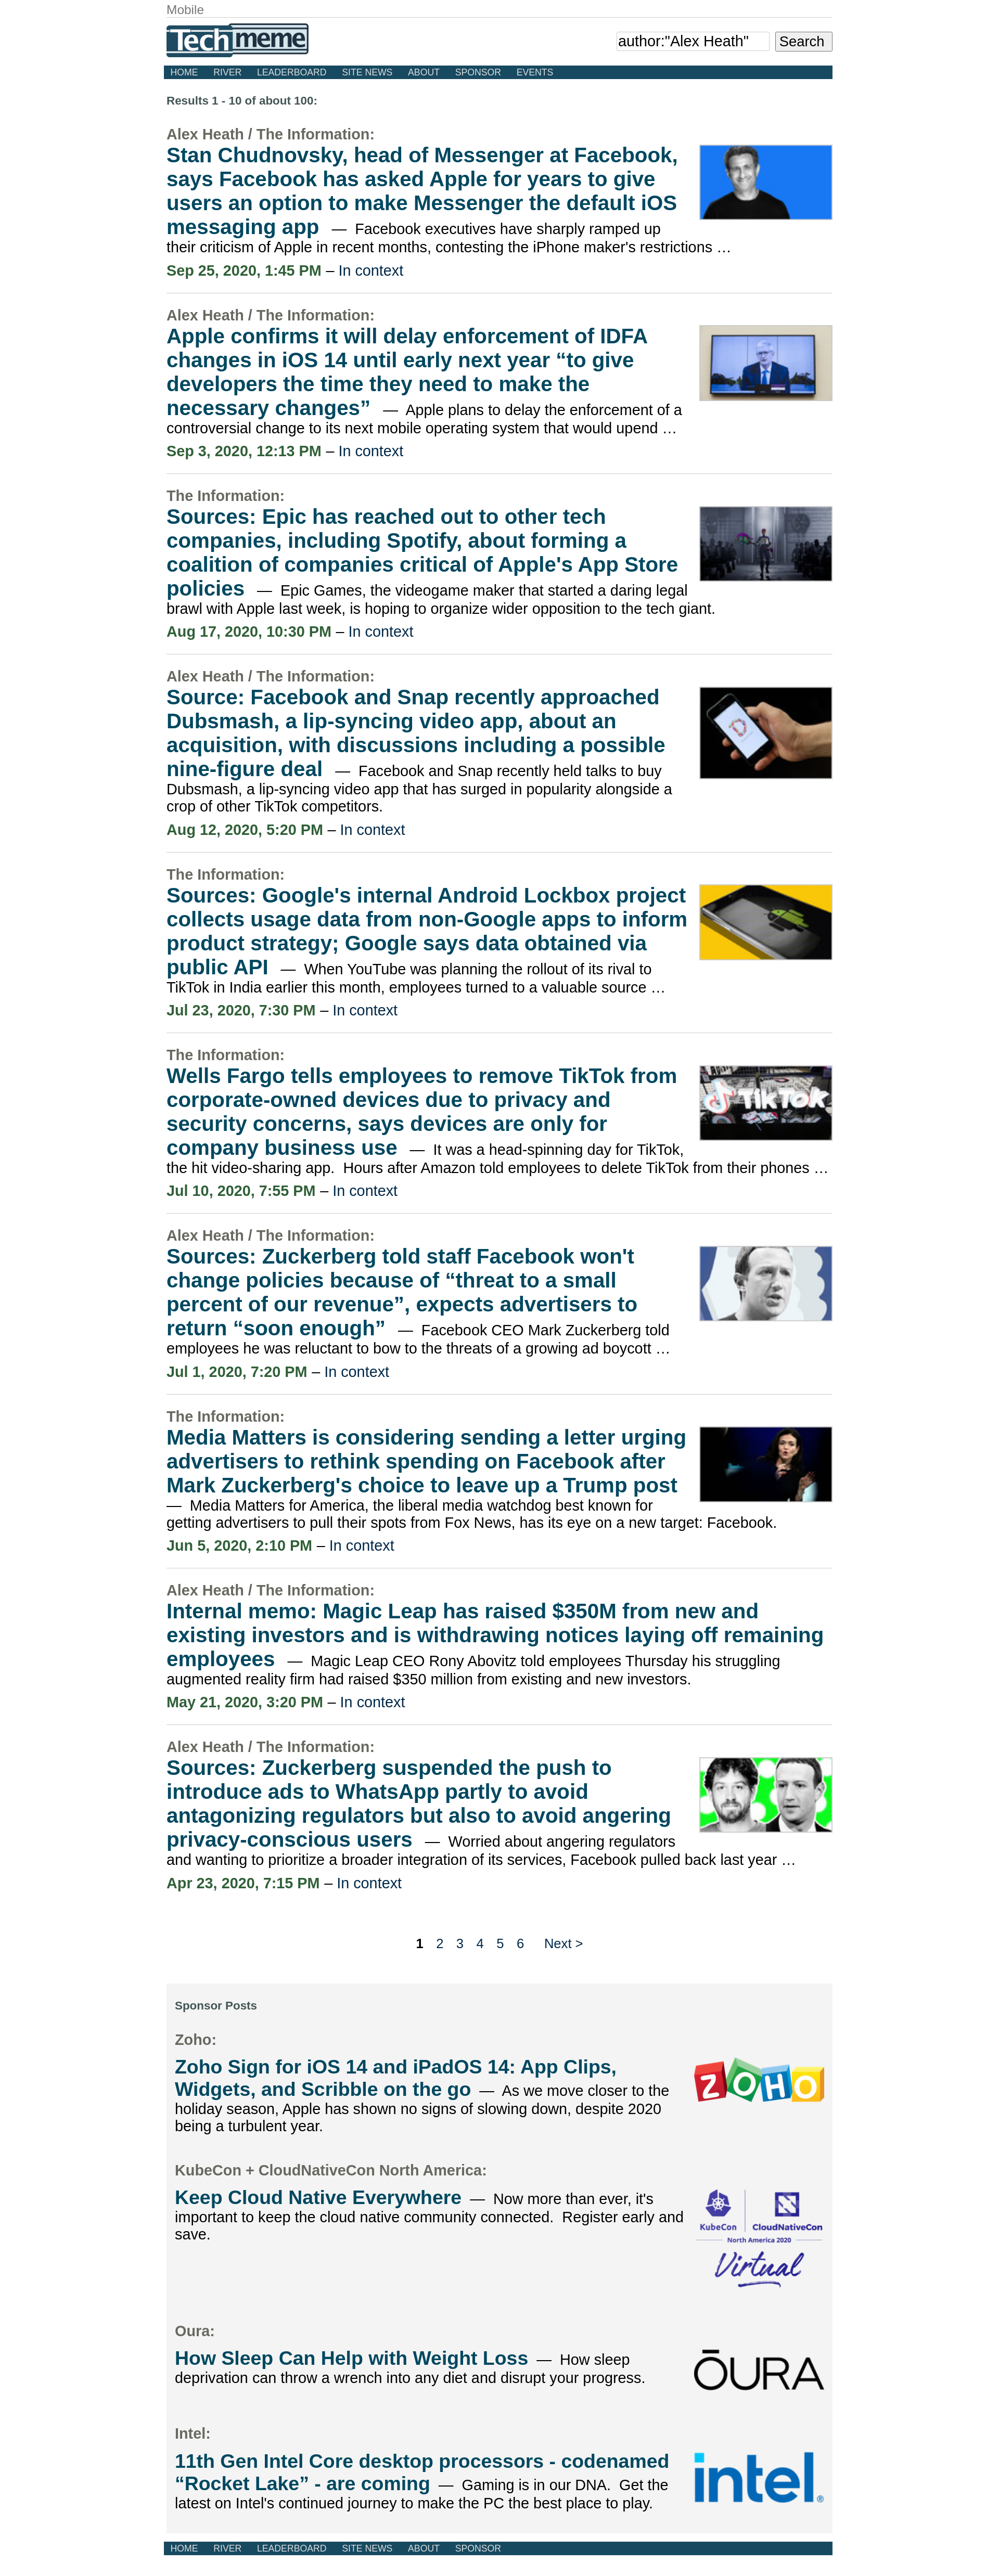 Mobile
Techmeme
author:"Alex Heath"
Search
HOME RIVER LEADERBOARD SITE NEWS ABOUT SPONSOR EVENTS
Results 1 - 10 of about 100:
Alex Heath / The Information:
Stan Chudnovsky, head of Messenger at Facebook,
says Facebook has asked Apple for years to give
users an option to make Messenger the default iOS
messaging app — Facebook executives have sharply ramped up
their criticism of Apple in recent months, contesting the iPhone maker's restrictions …
Sep 25, 2020, 1:45 PM – In context
Alex Heath / The Information:
Apple confirms it will delay enforcement of IDFA
changes in iOS 14 until early next year “to give
developers the time they need to make the
necessary changes” — Apple plans to delay the enforcement of a
controversial change to its next mobile operating system that would upend …
Sep 3, 2020, 12:13 PM – In context
The Information:
Sources: Epic has reached out to other tech
companies, including Spotify, about forming a
coalition of companies critical of Apple's App Store
policies — Epic Games, the videogame maker that started a daring legal
brawl with Apple last week, is hoping to organize wider opposition to the tech giant.
Aug 17, 2020, 10:30 PM – In context
Alex Heath / The Information:
Source: Facebook and Snap recently approached
Dubsmash, a lip-syncing video app, about an
acquisition, with discussions including a possible
nine-figure deal — Facebook and Snap recently held talks to buy
Dubsmash, a lip-syncing video app that has surged in popularity alongside a
crop of other TikTok competitors.
Aug 12, 2020, 5:20 PM – In context
The Information:
Sources: Google's internal Android Lockbox project
collects usage data from non-Google apps to inform
product strategy; Google says data obtained via
public API — When YouTube was planning the rollout of its rival to
TikTok in India earlier this month, employees turned to a valuable source …
Jul 23, 2020, 7:30 PM – In context
The Information:
Wells Fargo tells employees to remove TikTok from
corporate-owned devices due to privacy and
security concerns, says devices are only for
company business use — It was a head-spinning day for TikTok,
the hit video-sharing app. Hours after Amazon told employees to delete TikTok from their phones …
TikTok
Jul 10, 2020, 7:55 PM – In context
Alex Heath / The Information:
Sources: Zuckerberg told staff Facebook won't
change policies because of “threat to a small
percent of our revenue”, expects advertisers to
return “soon enough” — Facebook CEO Mark Zuckerberg told
employees he was reluctant to bow to the threats of a growing ad boycott …
Jul 1, 2020, 7:20 PM – In context
The Information:
Media Matters is considering sending a letter urging
advertisers to rethink spending on Facebook after
Mark Zuckerberg's choice to leave up a Trump post
— Media Matters for America, the liberal media watchdog best known for
getting advertisers to pull their spots from Fox News, has its eye on a new target: Facebook.
Jun 5, 2020, 2:10 PM – In context
Alex Heath / The Information:
Internal memo: Magic Leap has raised $350M from new and
existing investors and is withdrawing notices laying off remaining
employees — Magic Leap CEO Rony Abovitz told employees Thursday his struggling
augmented reality firm had raised $350 million from existing and new investors.
May 21, 2020, 3:20 PM – In context
Alex Heath / The Information:
Sources: Zuckerberg suspended the push to
introduce ads to WhatsApp partly to avoid
antagonizing regulators but also to avoid angering
privacy-conscious users — Worried about angering regulators
and wanting to prioritize a broader integration of its services, Facebook pulled back last year …
Apr 23, 2020, 7:15 PM – In context
1 2 3 4 5 6 Next >
Sponsor Posts
Zoho:
Zoho Sign for iOS 14 and iPadOS 14: App Clips,
Widgets, and Scribble on the go — As we move closer to the
holiday season, Apple has shown no signs of slowing down, despite 2020
being a turbulent year.
ZOHO
KubeCon + CloudNativeCon North America:
Keep Cloud Native Everywhere — Now more than ever, it's
important to keep the cloud native community connected. Register early and
save.
KubeCon CloudNativeCon
North America 2020
Virtual
Oura:
How Sleep Can Help with Weight Loss — How sleep
deprivation can throw a wrench into any diet and disrupt your progress.
ŌURA
Intel:
11th Gen Intel Core desktop processors - codenamed
“Rocket Lake” - are coming — Gaming is in our DNA. Get the
latest on Intel's continued journey to make the PC the best place to play.
intel®
HOME RIVER LEADERBOARD SITE NEWS ABOUT SPONSOR